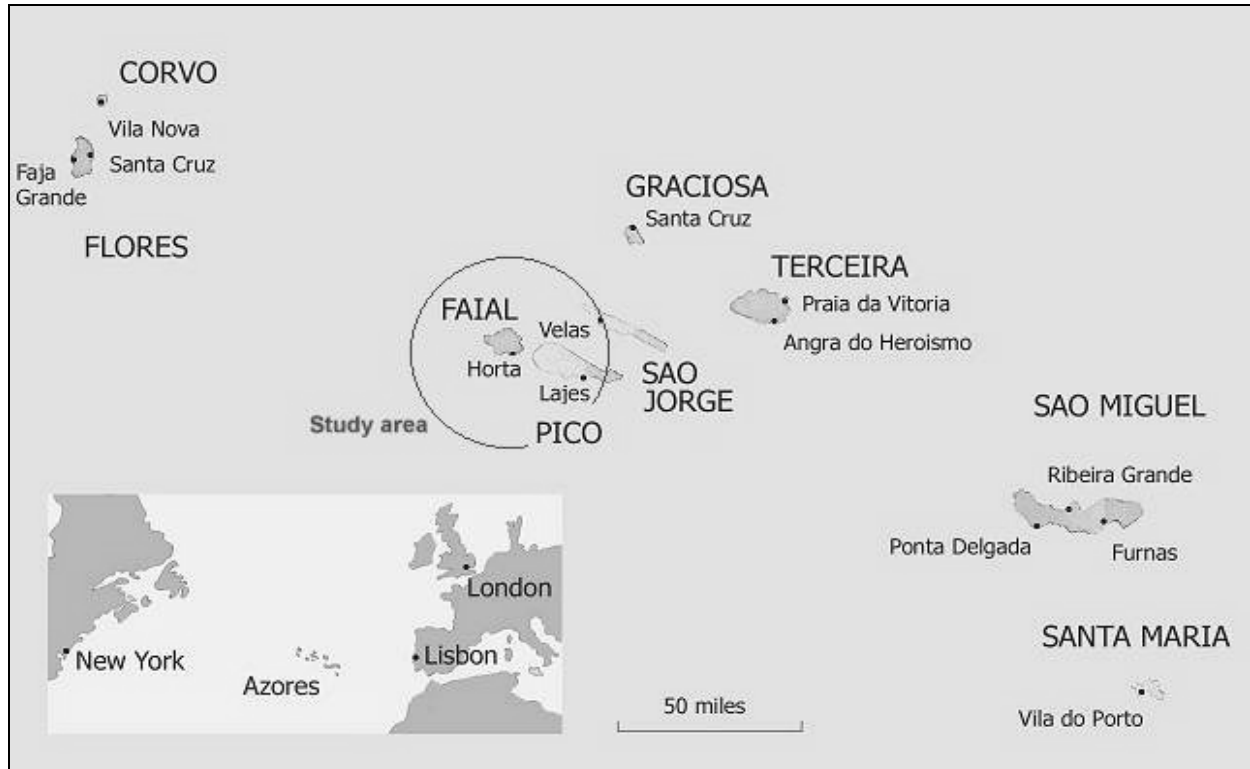 CORVO
Vila Nova
Faja
Grande
Santa Cruz
FLORES
GRACIOSA
Santa Cruz
TERCEIRA
Praia da Vitoria
Angra do Heroismo
FAIAL
Velas
Horta
Lajes
SAO
JORGE
PICO
Study area
SAO MIGUEL
Ribeira Grande
Ponta Delgada
Furnas
SANTA MARIA
Vila do Porto
50 miles
London
New York
Lisbon
Azores